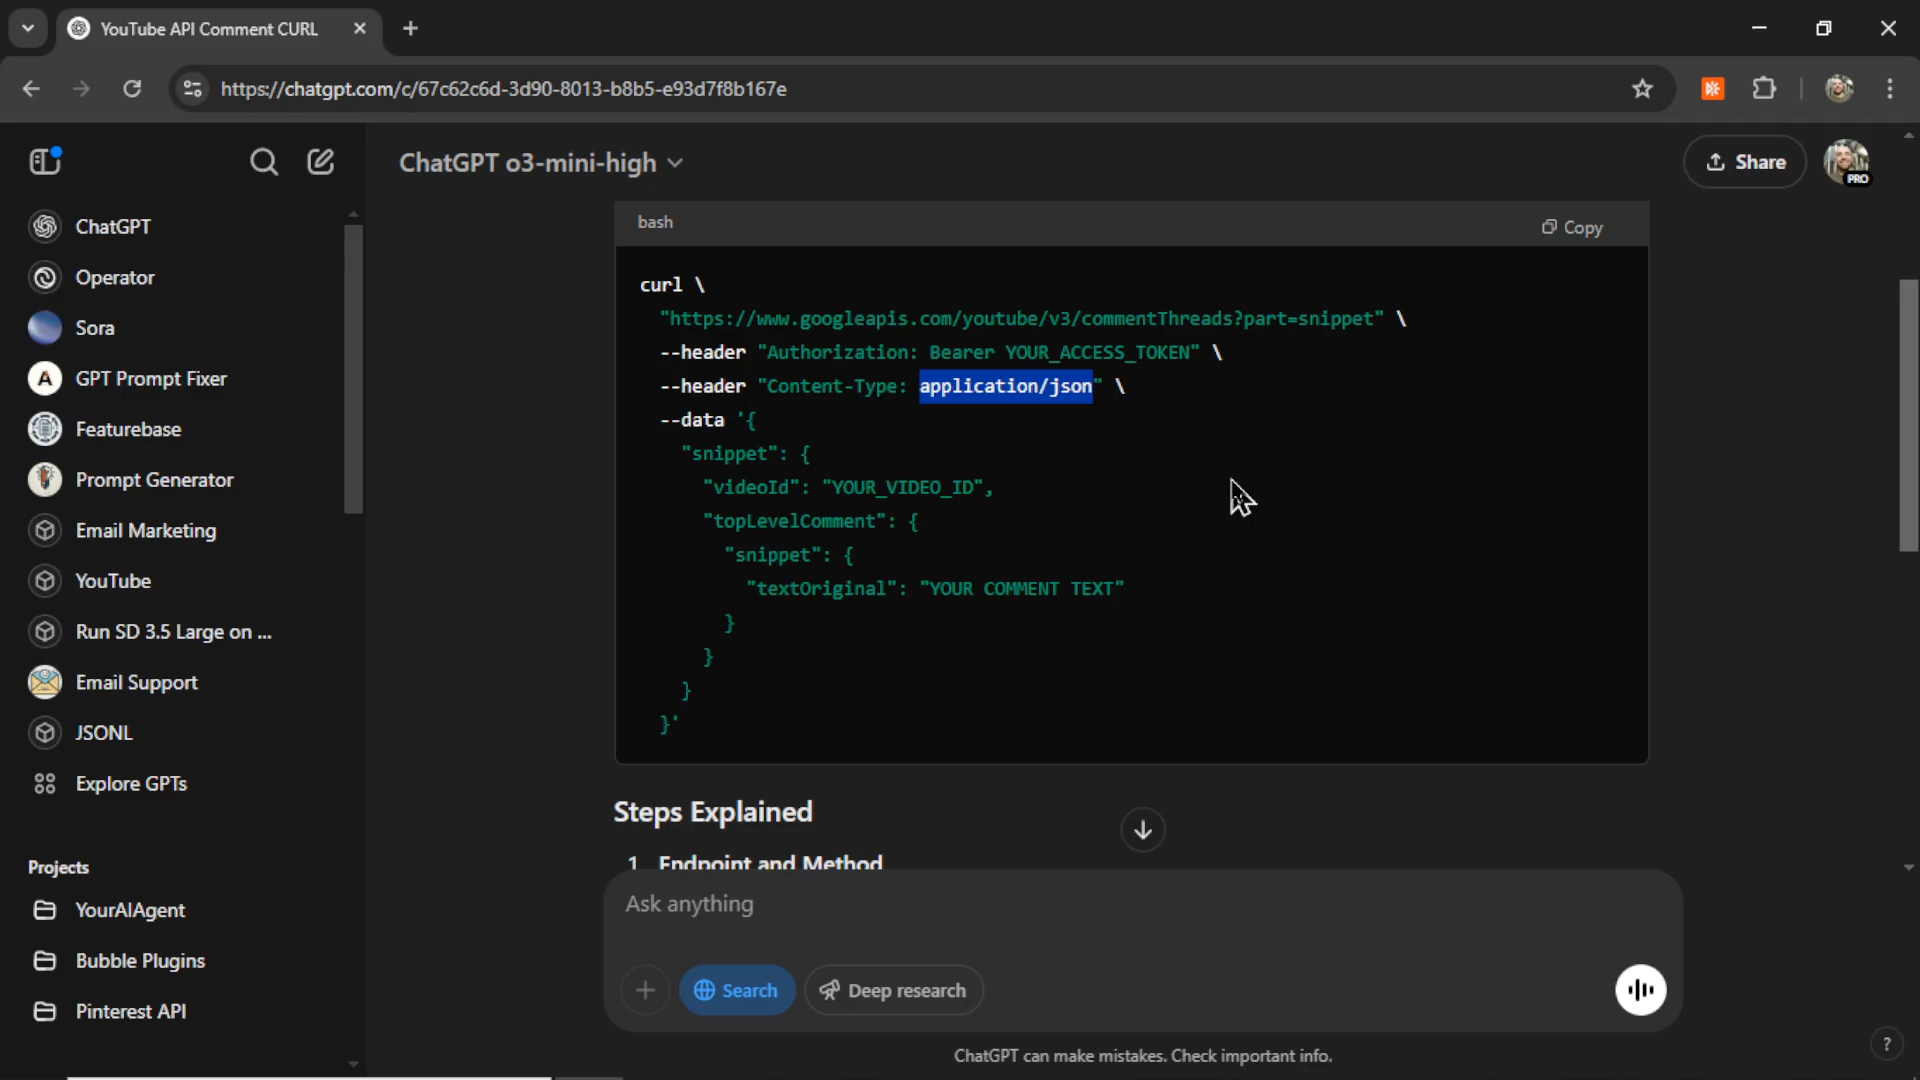 YouTube API Comment CURL
https://chatgpt.com/c/67c62c6d-3d90-8013-b8b5-e93d7f8b167e
ChatGPT o3-mini-high
Share
PRO
ChatGPT
Operator
Sora
A GPT Prompt Fixer
Featurebase
Prompt Generator
Email Marketing
YouTube
Run SD 3.5 Large on ...
Email Support
JSONL
Explore GPTs
Projects
YourAIAgent
Bubble Plugins
Pinterest API
bash
Copy
curl \
"https://www.googleapis.com/youtube/v3/commentThreads?part=snippet" \
--header "Authorization: Bearer YOUR_ACCESS_TOKEN" \
--header "Content-Type: application/json" \
--data '{
"snippet": {
"videoId": "YOUR_VIDEO_ID",
"topLevelComment": {
"snippet": {
"textOriginal": "YOUR COMMENT TEXT"
}
}
}
}'
Steps Explained
1 Endpoint and Method
Ask anything
Search
Deep research
ChatGPT can make mistakes. Check important info.
?